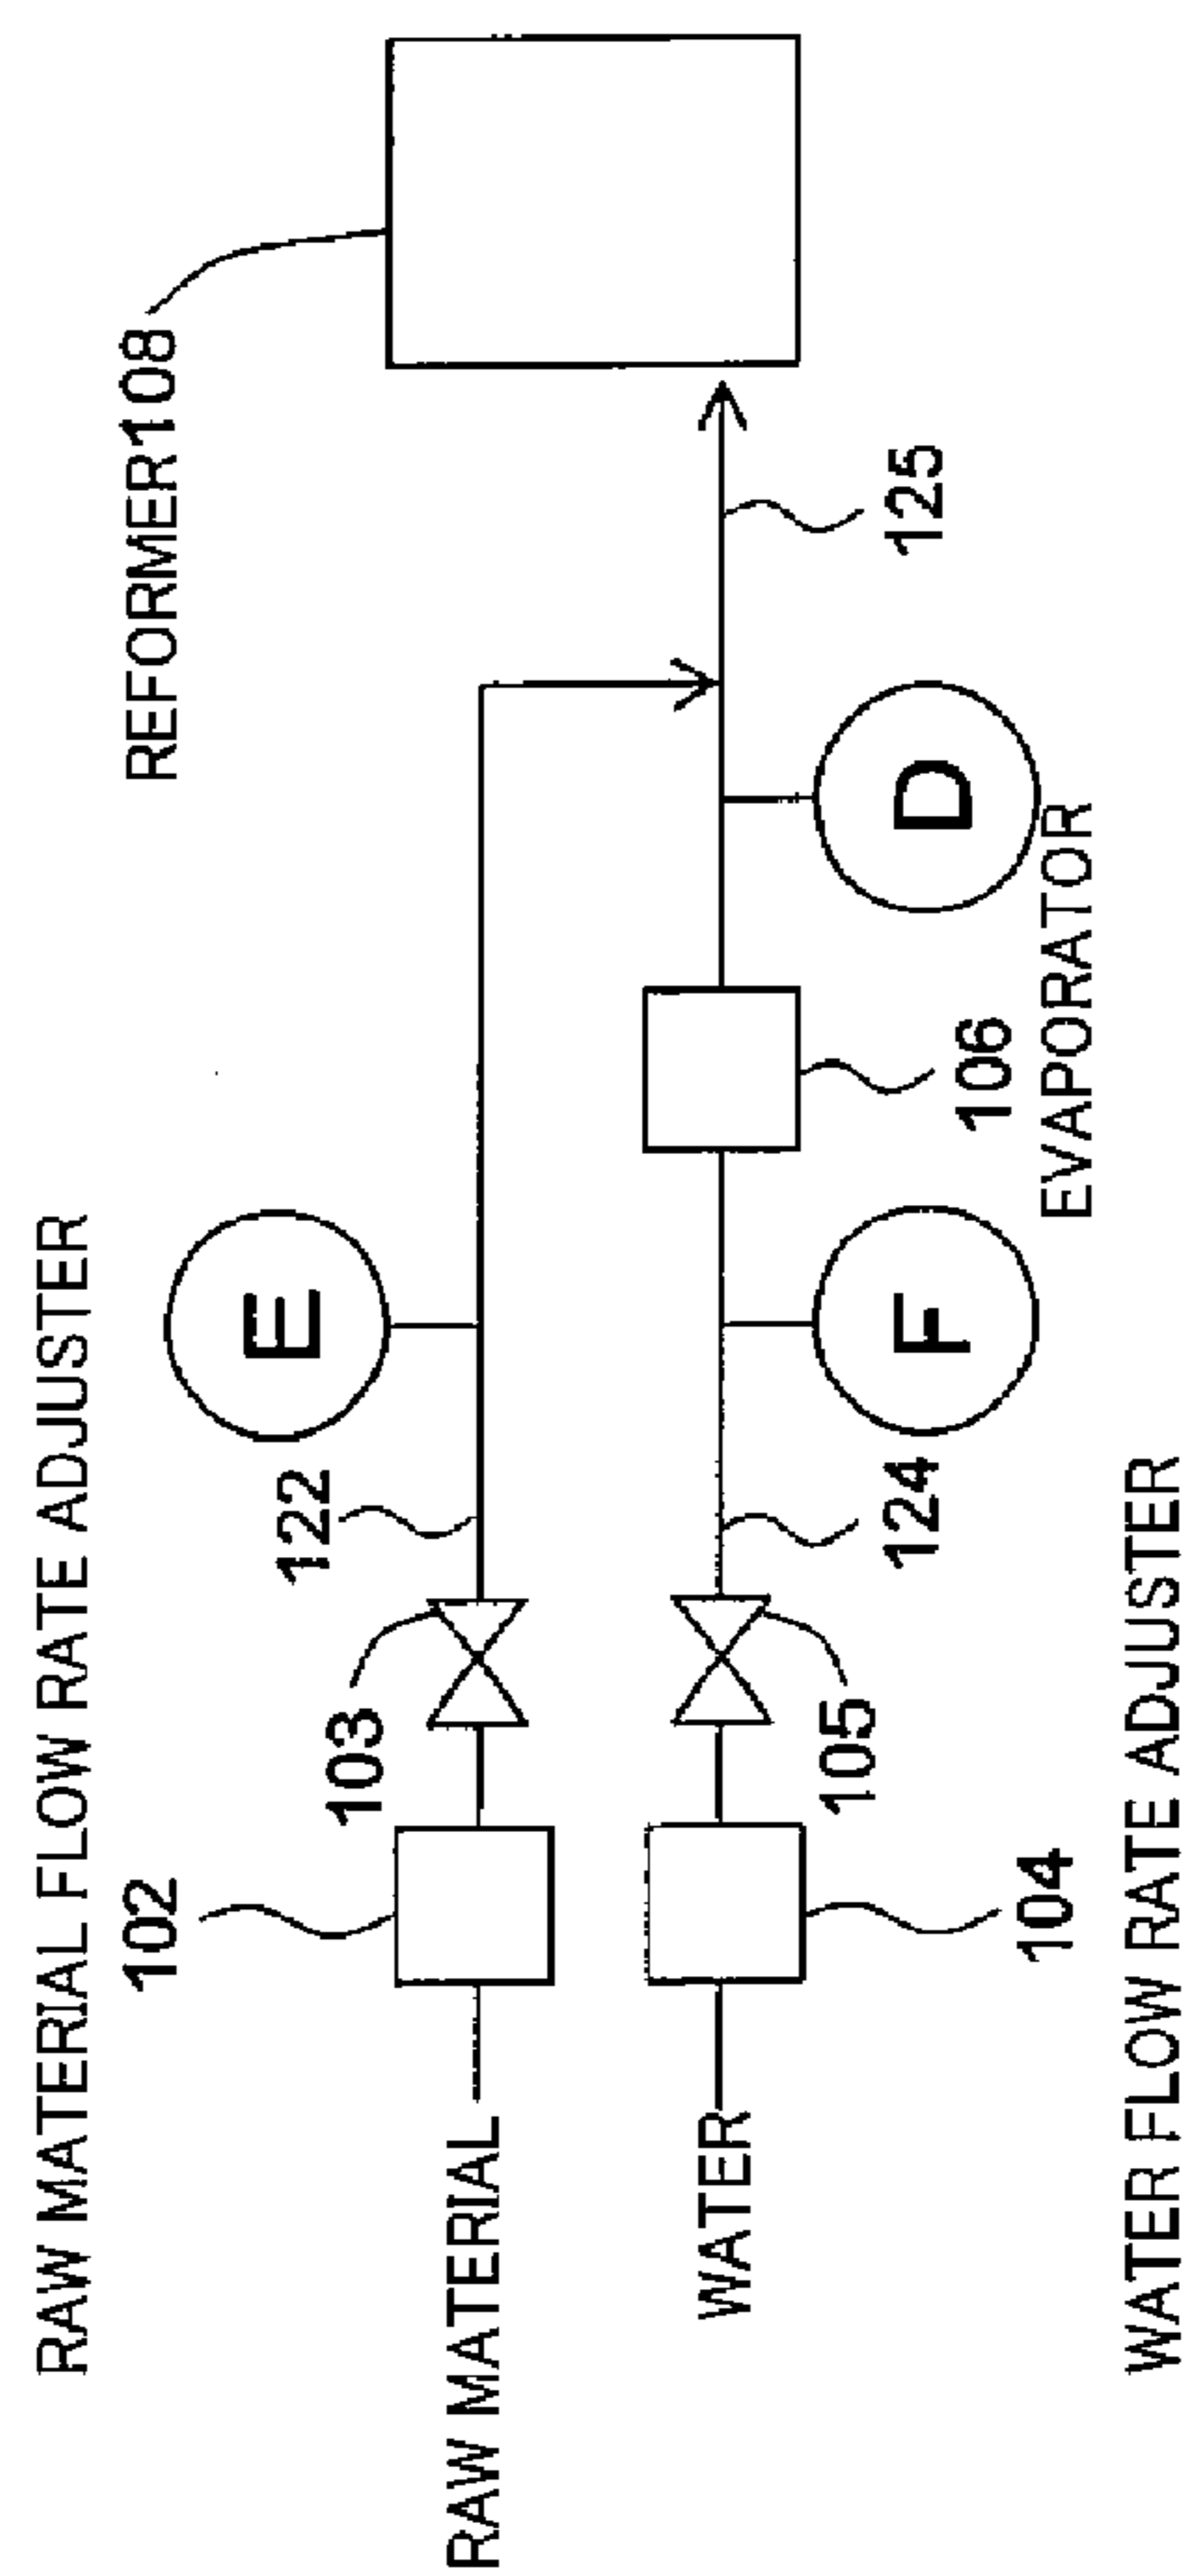 RAW MATERIAL FLOW RATE ADJUSTER
REFORMER108
102
103
122
E
RAW MATERIAL
WATER
125
105
124
F
106
D
104
EVAPORATOR
WATER FLOW RATE ADJUSTER